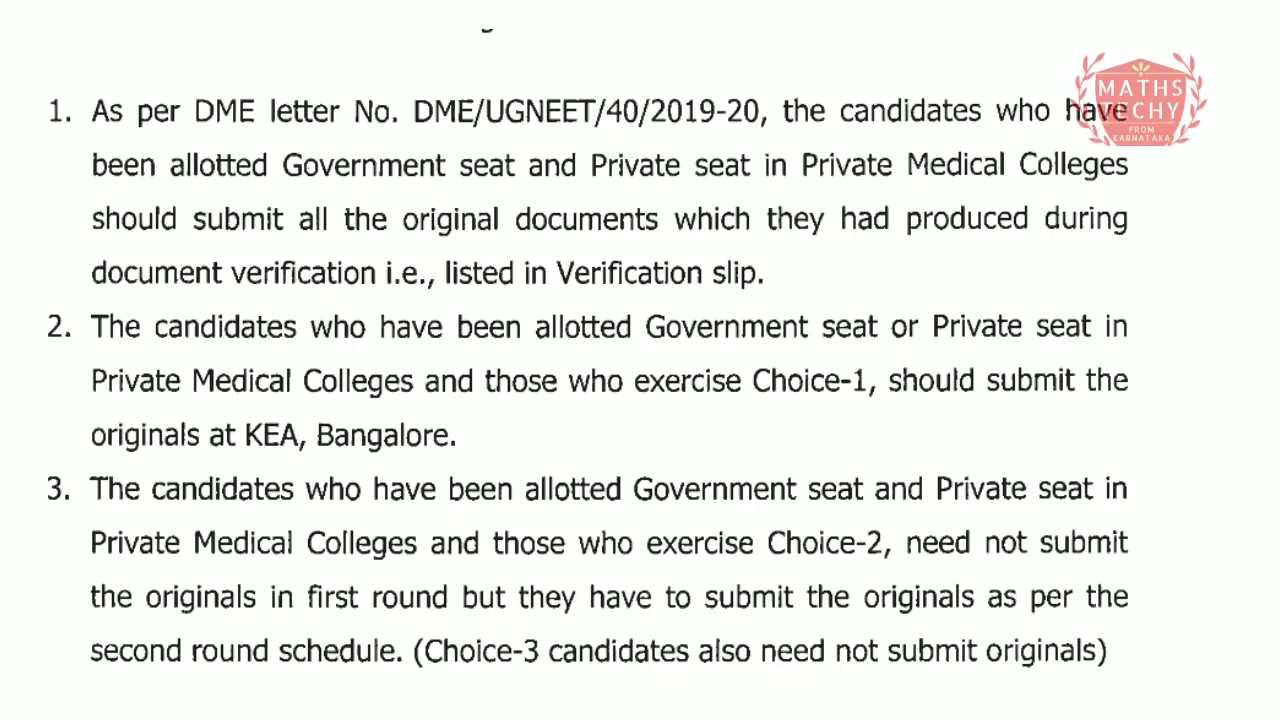 1. As per DME letter No. DME/UGNEET/40/2019-20, the candidates who have
been allotted Government seat and Private seat in Private Medical Colleges
should submit all the original documents which they had produced during
document verification i.e., listed in Verification slip.
2. The candidates who have been allotted Government seat or Private seat in
Private Medical Colleges and those who exercise Choice-1, should submit the
originals at KEA, Bangalore.
3. The candidates who have been allotted Government seat and Private seat in
Private Medical Colleges and those who exercise Choice-2, need not submit
the originals in first round but they have to submit the originals as per the
second round schedule. (Choice-3 candidates also need not submit originals)
MATHS
TECHY
FROM
KARNATAKA